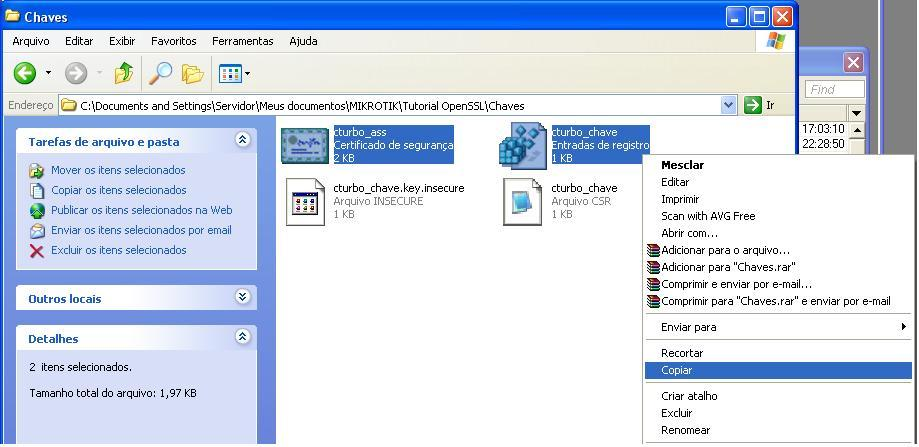 Chaves
Arquivo Editar Exibir Favoritos Ferramentas Ajuda
Find
Endereço C:\Documents and Settings\Servidor\Meus documentos\MIKROTIK\Tutorial OpenSSL\Chaves Ir
Tarefas de arquivo e pasta
Mover os itens selecionados
Copiar os itens selecionados
Publicar os itens selecionados na Web
Enviar os itens selecionados por email
Excluir os itens selecionados
Outros locais
Detalhes
2 itens selecionados.
Tamanho total do arquivo: 1,97 KB
cturbo_ass
Certificado de segurança
2 KB
cturbo_chave
Entradas de registro
1 KB
cturbo_chave.key.insecure
Arquivo INSECURE
1 KB
cturbo_chave
Arquivo CSR
1 KB
17:03:10
22:28:50
Mesclar
Editar
Imprimir
Scan with AVG Free
Abrir com...
Adicionar para o arquivo...
Adicionar para "Chaves.rar"
Comprimir e enviar por e-mail...
Comprimir para "Chaves.rar" e enviar por e-mail
Enviar para
Recortar
Copiar
Criar atalho
Excluir
Renomear